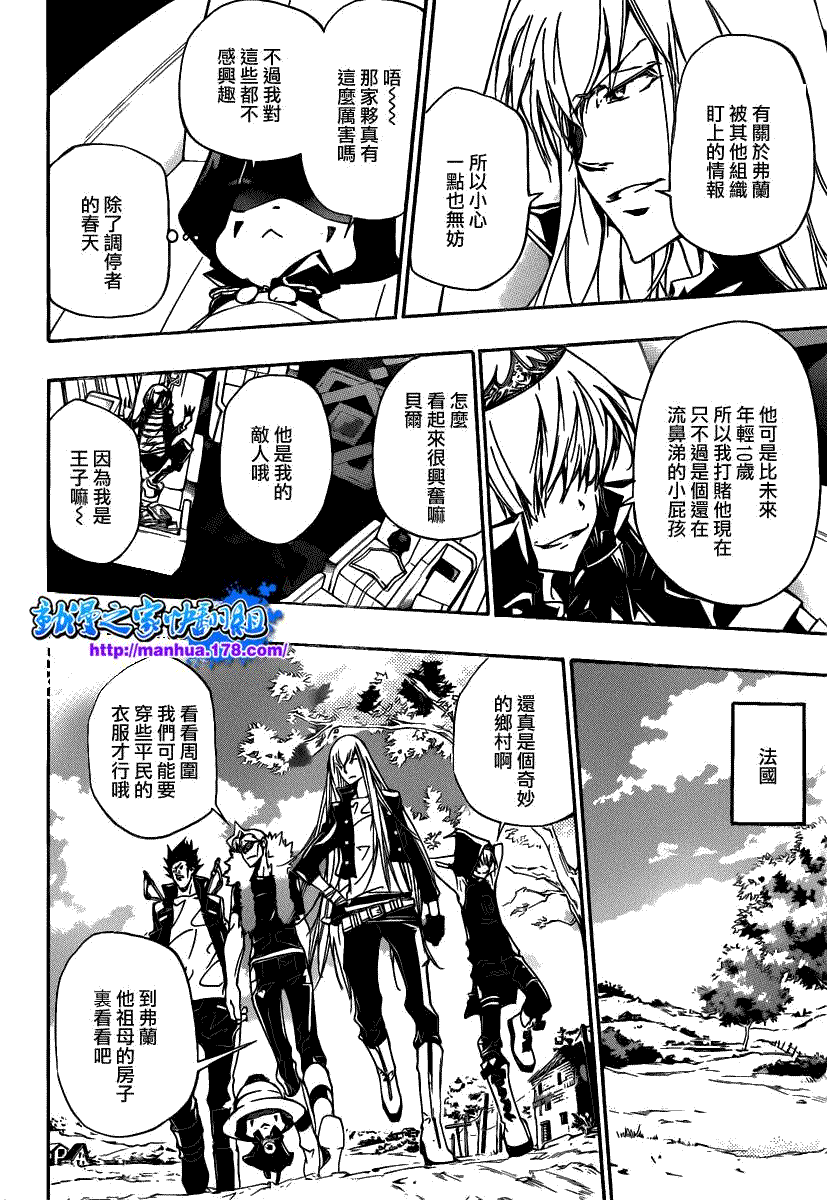 有關於弗蘭
被其他組織
盯上的情報
所以小心
一點也無妨
唔～～
那家夥真有
這麼厲害嗎
不過我對
這些都不
感興趣
除了調停者
的春天
他可是比未來
年輕10歲
所以我打賭他現在
只不過是個還在
流鼻涕的小屁孩
怎麼
看起來很興奮嘛
貝爾
他是我的
敵人哦
因為我是
王子嘛～
動漫之家快翻組
http://manhua.178.com/
法國
還真是個奇妙
的鄉村啊
看看周圍
我們可能要
穿些平民的
衣服才行哦
到弗蘭
他祖母的房子
裏看看吧